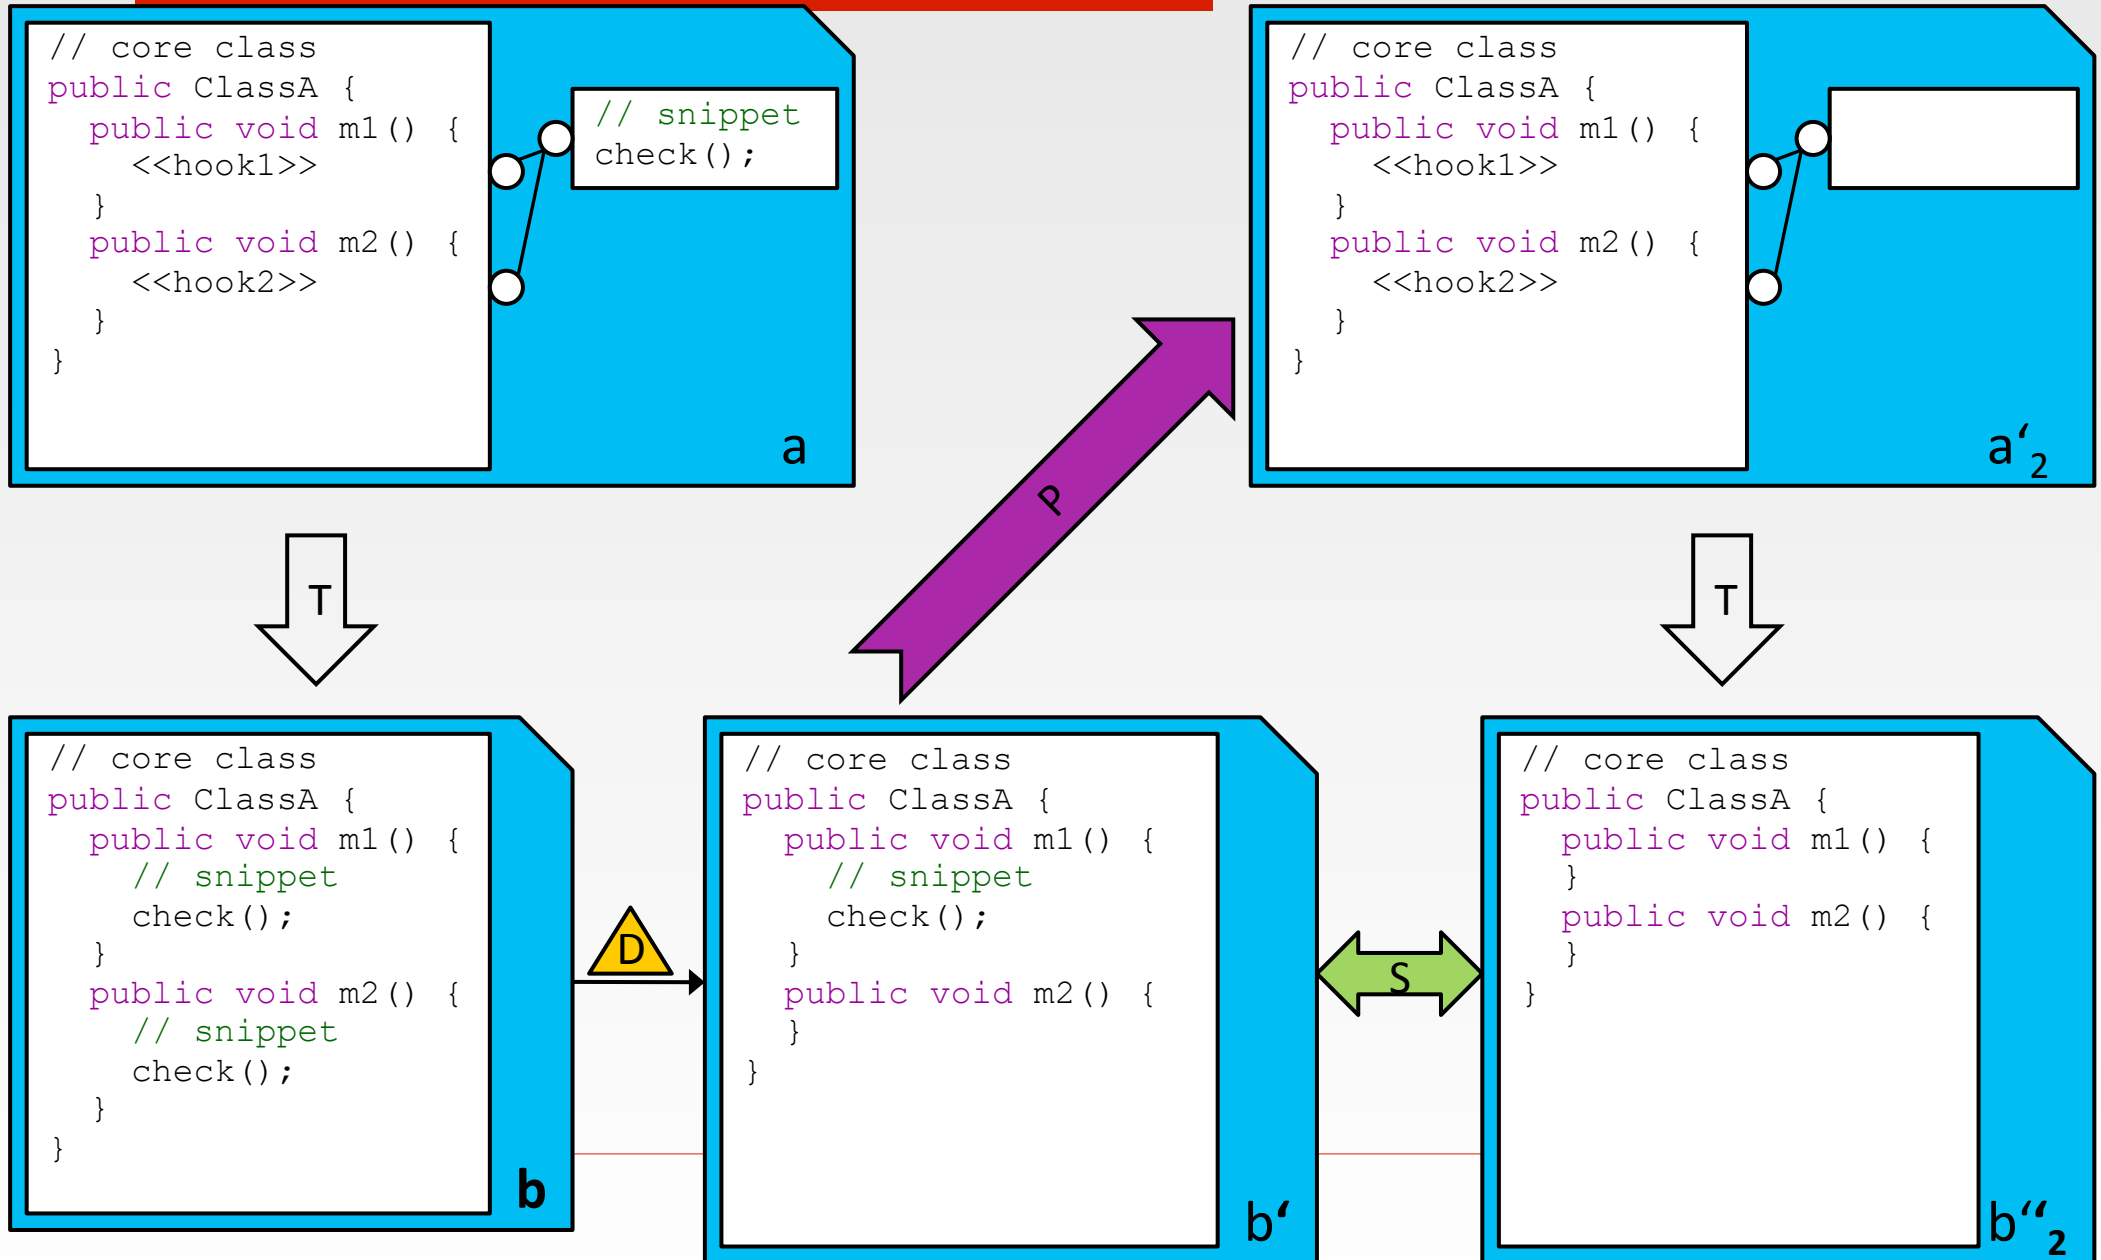 // core class
public ClassA {
  public void m1() {
    <<hook1>>
  }
  public void m2() {
    <<hook2>>
  }
}
// snippet
check();
a
// core class
public ClassA {
  public void m1() {
    <<hook1>>
  }
  public void m2() {
    <<hook2>>
  }
}
a‘2
P
T
T
// core class
public ClassA {
  public void m1() {
    // snippet
    check();
  }
  public void m2() {
    // snippet
    check();
  }
}
b
D
// core class
public ClassA {
  public void m1() {
    // snippet
    check();
  }
  public void m2() {
  }
}
b‘
S
// core class
public ClassA {
  public void m1() {
  }
  public void m2() {
  }
}
b‘‘2